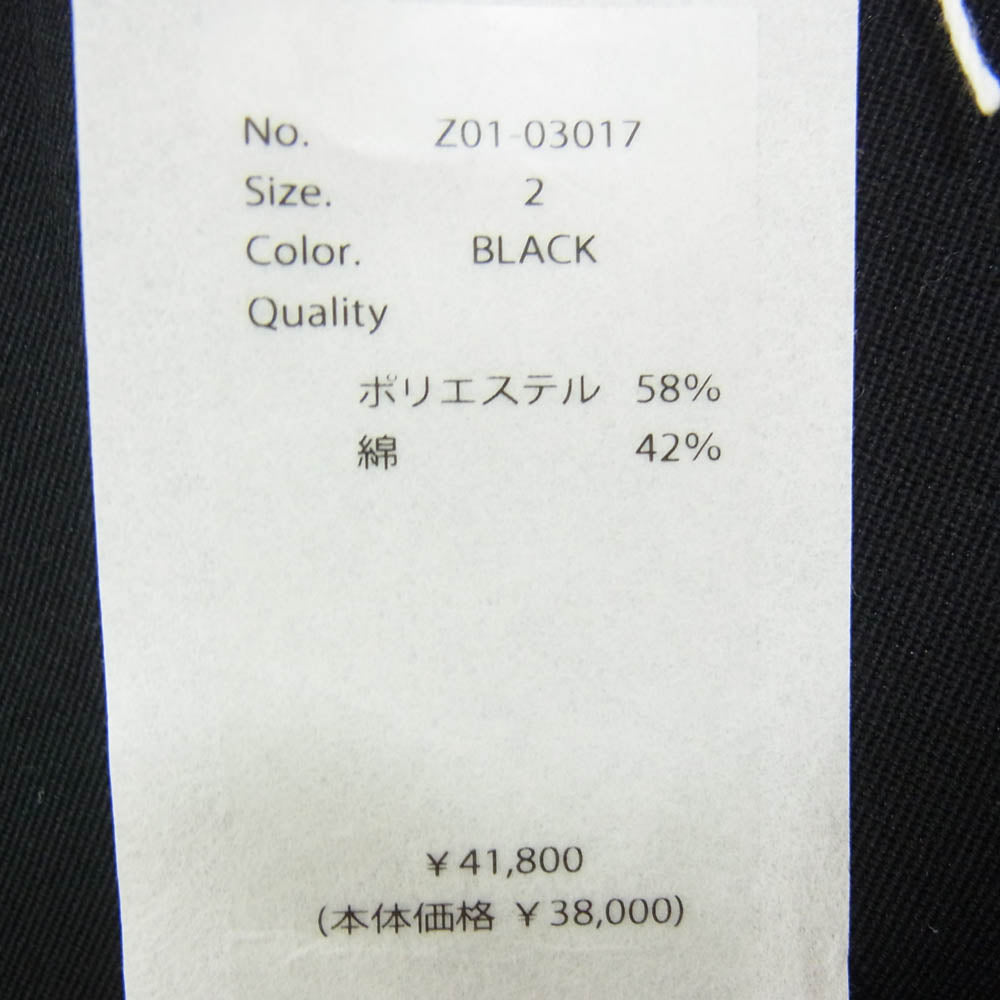 No. Z01-03017
Size. 2
Color. BLACK
Quality
ポリエステル 58%
綿 42%
¥41,800
(本体価格 ¥38,000)